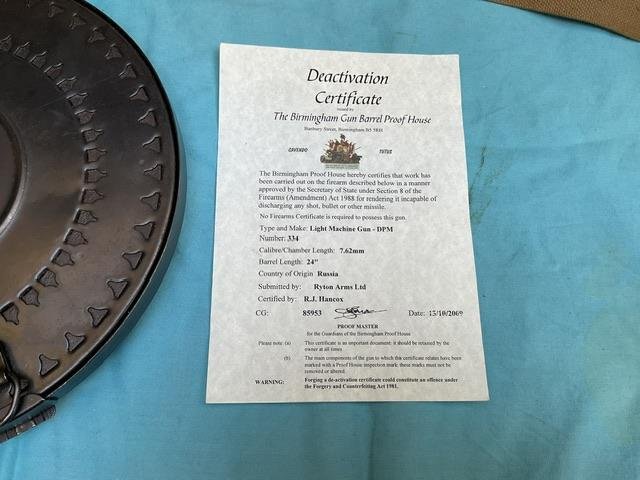 Deactivation
Certificate
issued by
The Birmingham Gun Barrel Proof House
Banbury Street, Birmingham B5 5RH
CAVENDO TUTUS
The Birmingham Proof House hereby certifies that work has
been carried out on the firearm described below in a manner
approved by the Secretary of State under Section 8 of the
Firearms (Amendment) Act 1988 for rendering it incapable of
discharging any shot, bullet or other missile.
No Firearms Certificate is required to possess this gun.
Type and Make: Light Machine Gun - DPM
Number: 334
Calibre/Chamber Length: 7.62mm
Barrel Length: 24"
Country of Origin Russia
Submitted by: Ryton Arms Ltd
Certified by: R.J. Hancox
CG: 85953 Date: 15/10/2009
PROOF MASTER
for the Guardians of the Birmingham Proof House
Please note: (a) This certificate is an important document: it should be retained by the
owner at all times
(b) The main components of the gun to which this certificate relates have been
marked with a Proof House inspection mark; these marks must not be
removed or altered.
WARNING: Forging a de-activation certificate could constitute an offence under
the Forgery and Counterfeiting Act 1981.